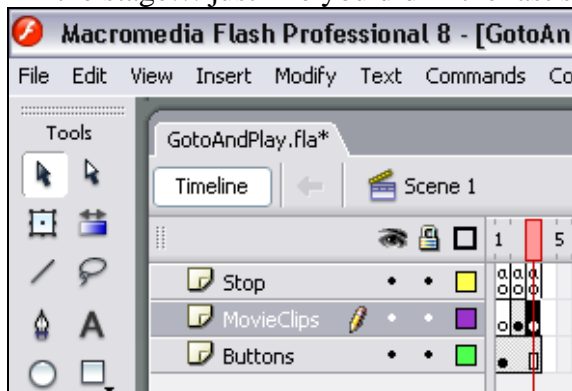 Macromedia Flash Professional 8 - [GotoAn
File Edit View Insert Modify Text Commands Co
Tools
GotoAndPlay.fla*
Timeline Scene 1
1 5
Stop
a a a
MovieClips
Buttons
A